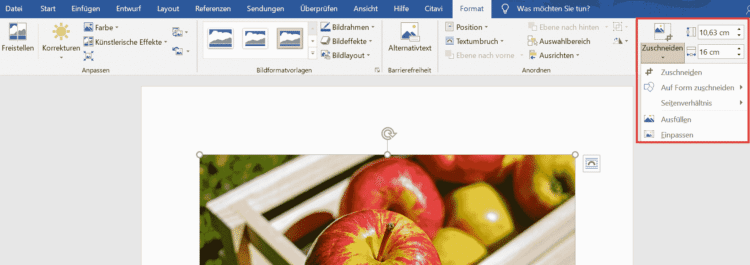 Datei Start Einfügen Entwurf Layout Referenzen Sendungen Überprüfen Ansicht Hilfe Citavi Format Was möchten Sie tun?
Freistellen
Korrekturen
Farbe
Künstlerische Effekte
Anpassen
Bildrahmen
Bildeffekte
Bildlayout
Bildformatvorlagen
Alternativtext
Barrierefreiheit
Position
Textumbruch
Ebene nach vorne
Ebene nach hinten
Auswahlbereich
Ausrichten
Anordnen
Zuschneiden
10,63 cm
16 cm
Zuschneiden
Auf Form zuschneiden
Seitenverhältnis
Ausfüllen
Einpassen